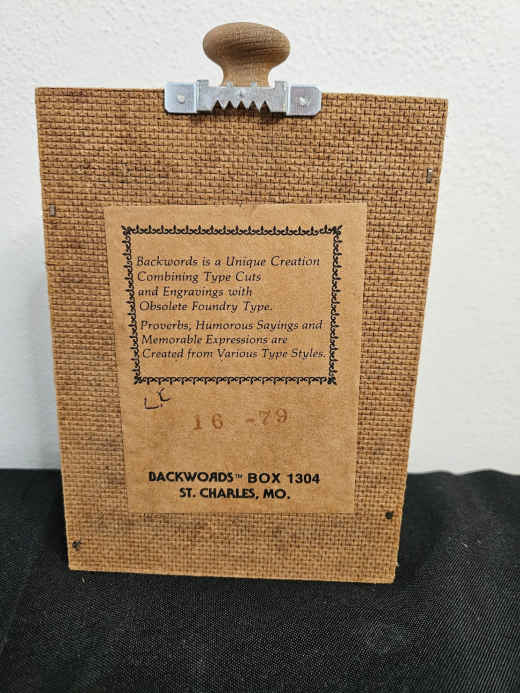 Backwords is a Unique Creation
Combining Type Cuts
and Engravings with
Obsolete Foundry Type.
Proverbs, Humorous Sayings and
Memorable Expressions are
Created from Various Type Styles.
16 -79
BACKWORDS™ BOX 1304
ST. CHARLES, MO.